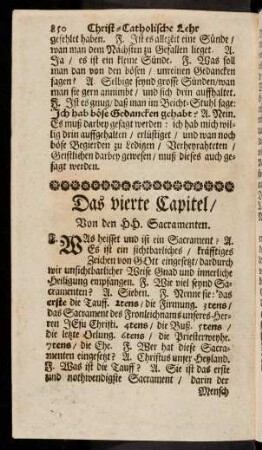 850 Christ-Catholische Lehr
gefehlet haben. F. Ist es allezeit eine Sünde/
wan man dem Nächsten zu Gefallen lieget. A.
Ja / es ist ein kleine Sünde. F. Was soll
man dan von den bösen / unreinen Gedancken
sagen? A. Selbige seynd grosse Sünden/wan
man sie gern annimbt/ und sich drin auffhaltet.
F. Ist es gnug/daß man im Beicht-Stuhl sage:
Ich hab böse Gedancken gehabt? A. Nein.
Es muß darbey gesagt werden: ich hab mich wil-
lig drin auffgehalten / erlüstiget / und wan noch
böse Begierden zu Ledigen / Verheyrahteten /
Geistlichen darbey gewesen/ muß dieses auch ge-
sagt werden.
Das vierte Capitel/
Von den HH. Sacramenten.
F. WAs heisset und ist ein Sacrament? A.
Es ist ein sichtbarliches / kräfftiges
Zeichen von GOtt eingesetzt/dardurch
wir unsichtbarlicher Weise Gnad und innerliche
Heiligung empfangen. F. Wie viel seynd Sa-
cramenten? A. Sieben. F. Nenne sie: das
erste die Tauff. 2tens/ die Firmung. 3tens/
das Sacrament des Fronleichnams unseres Her-
ren JEsu Christi. 4tens/ die Buß. 5tens/
die letzte Oelung. 6tens/ die Priesterweyhe.
7tens/ die Ehe. F. Wer hat diese Sacra-
menten eingesetzt? A. Christus unser Heyland.
F. Was ist die Tauff? A. Sie ist das erste
und nothwendigste Sacrament/ darin der
Mensch